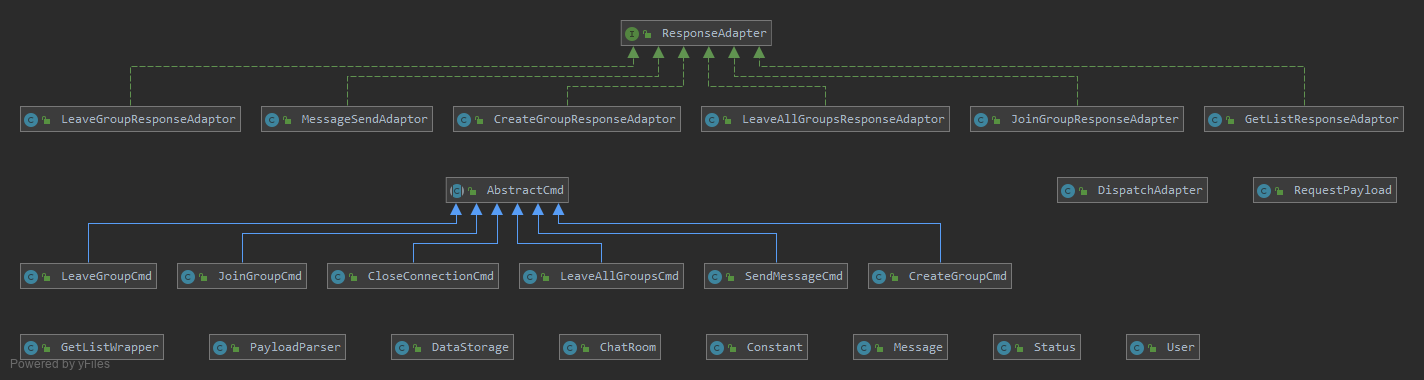 ResponseAdapter
LeaveGroupResponseAdaptor MessageSendAdaptor CreateGroupResponseAdaptor LeaveAllGroupsResponseAdaptor JoinGroupResponseAdapter GetListResponseAdaptor
AbstractCmd DispatchAdapter RequestPayload
LeaveGroupCmd JoinGroupCmd CloseConnectionCmd LeaveAllGroupsCmd SendMessageCmd CreateGroupCmd
GetListWrapper PayloadParser DataStorage ChatRoom Constant Message Status User
Powered by yFiles